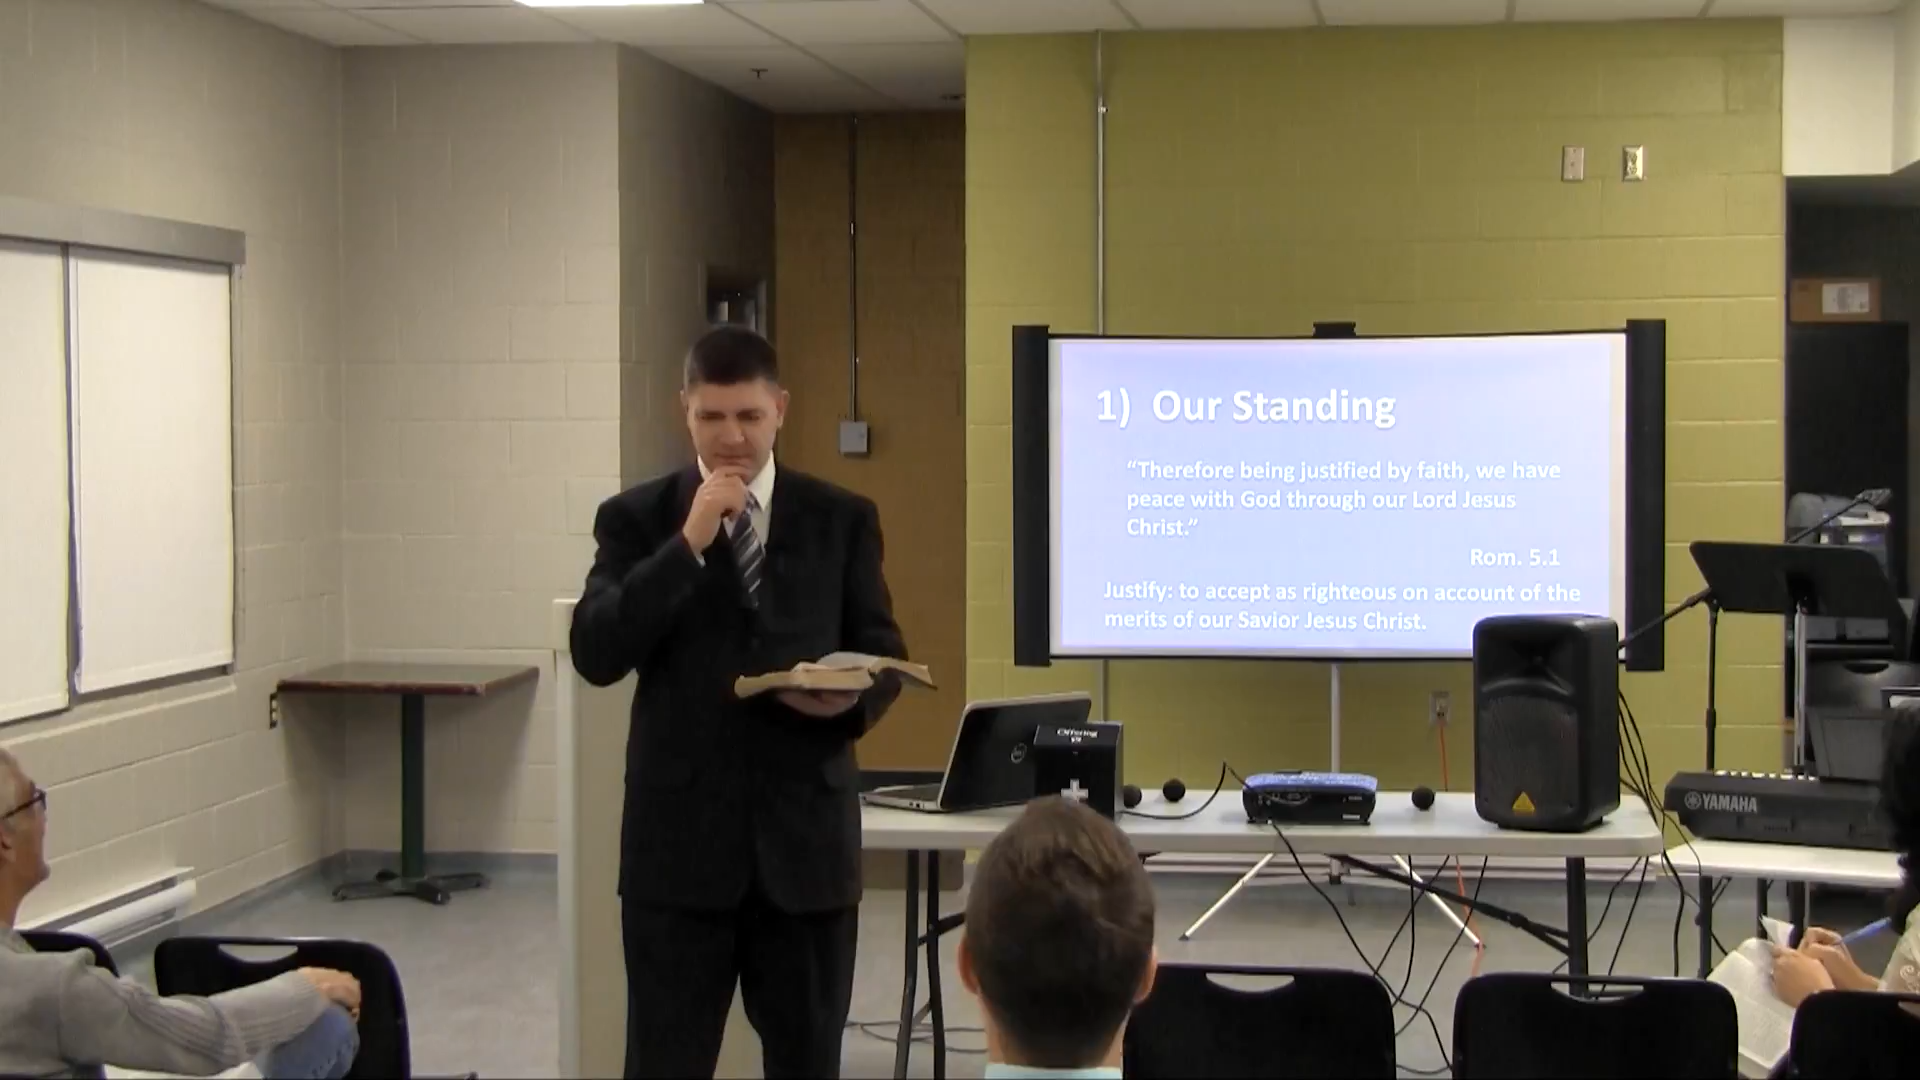 1) Our Standing
“Therefore being justified by faith, we have
peace with God through our Lord Jesus
Christ.”
Rom. 5.1
Justify: to accept as righteous on account of the
merits of our Savior Jesus Christ.
Offering
YAMAHA